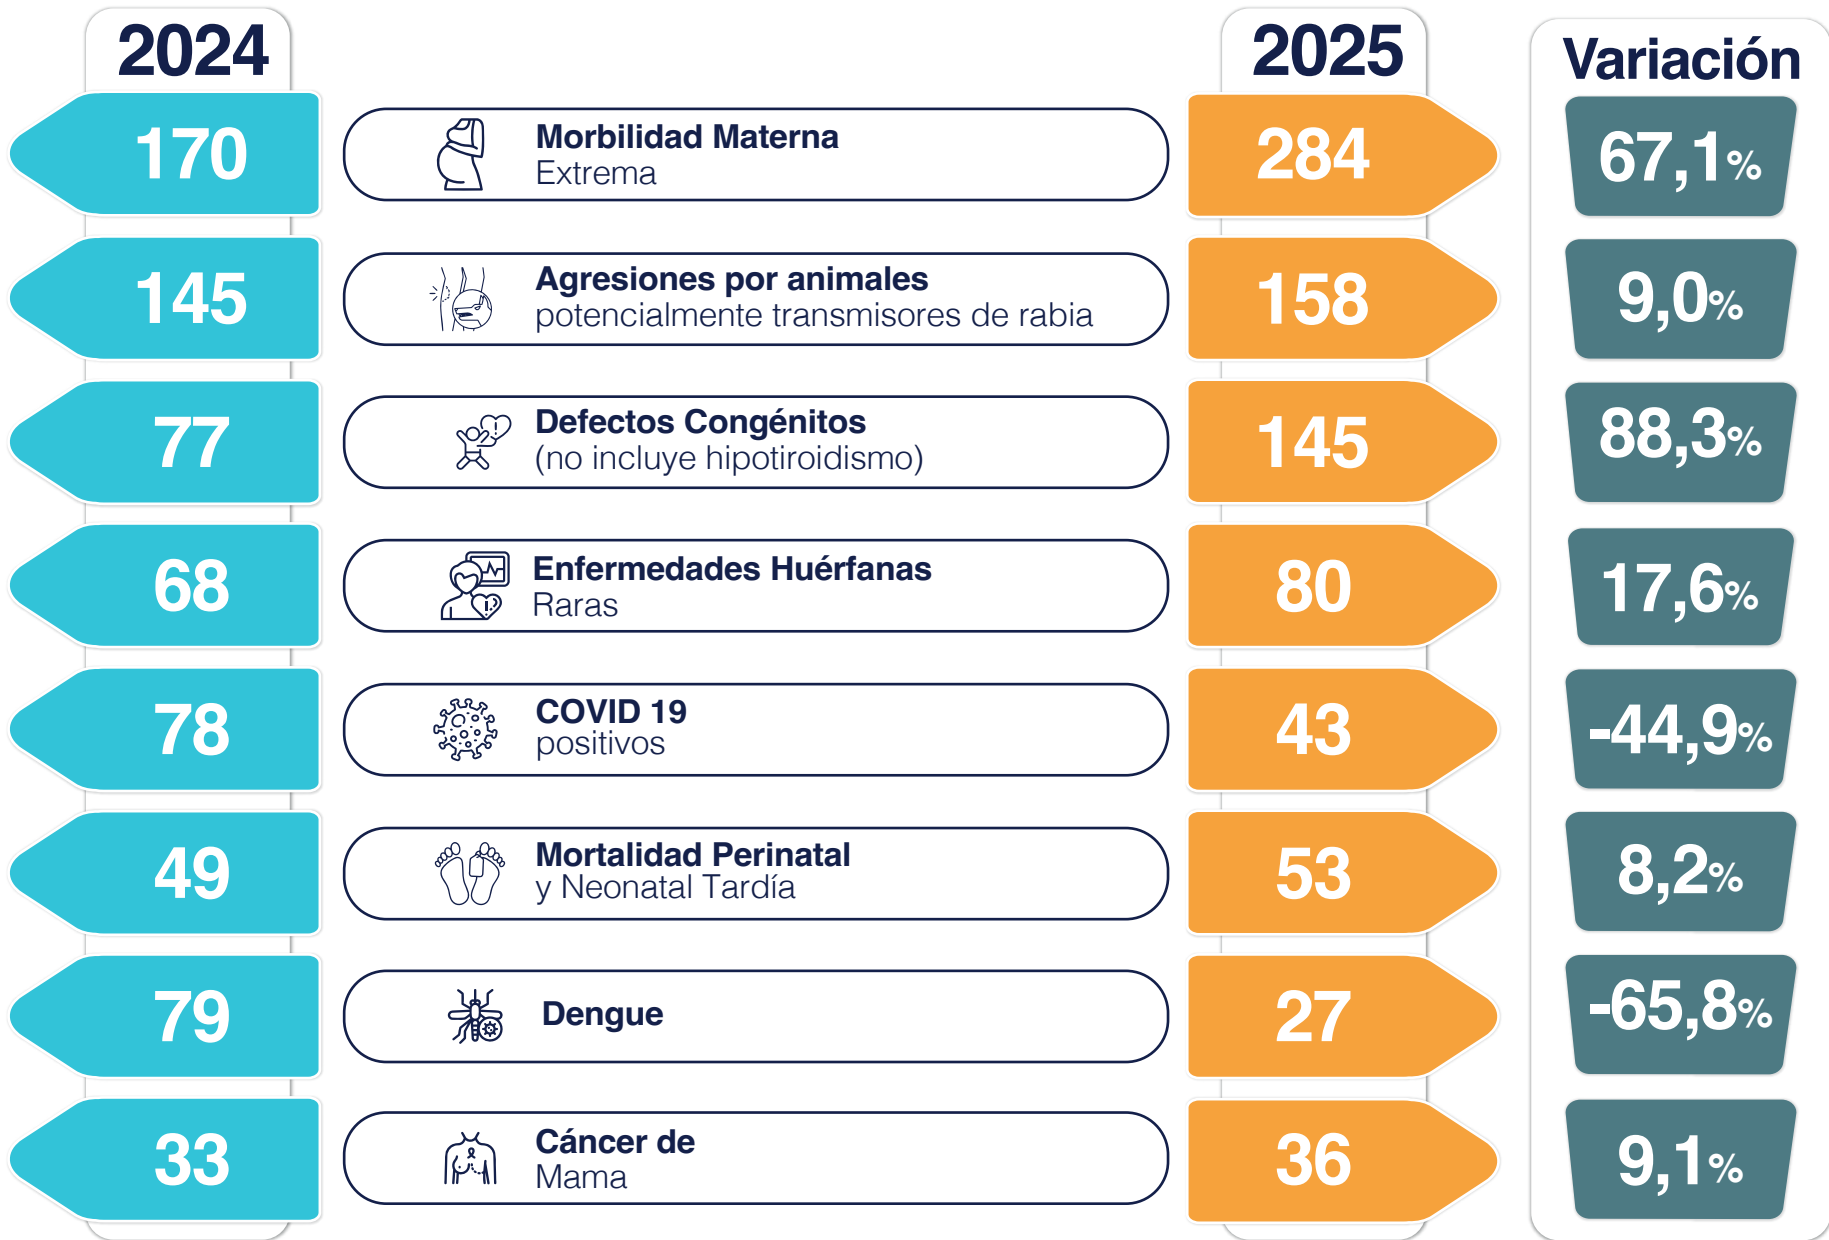 2024
2025
Variación
170
Morbilidad Materna
Extrema
284
67,1%
145
Agresiones por animales
potencialmente transmisores de rabia
158
9,0%
77
Defectos Congénitos
(no incluye hipotiroidismo)
145
88,3%
68
Enfermedades Huérfanas
Raras
80
17,6%
78
COVID 19
positivos
43
-44,9%
49
Mortalidad Perinatal
y Neonatal Tardía
53
8,2%
79
Dengue
27
-65,8%
33
Cáncer de
Mama
36
9,1%